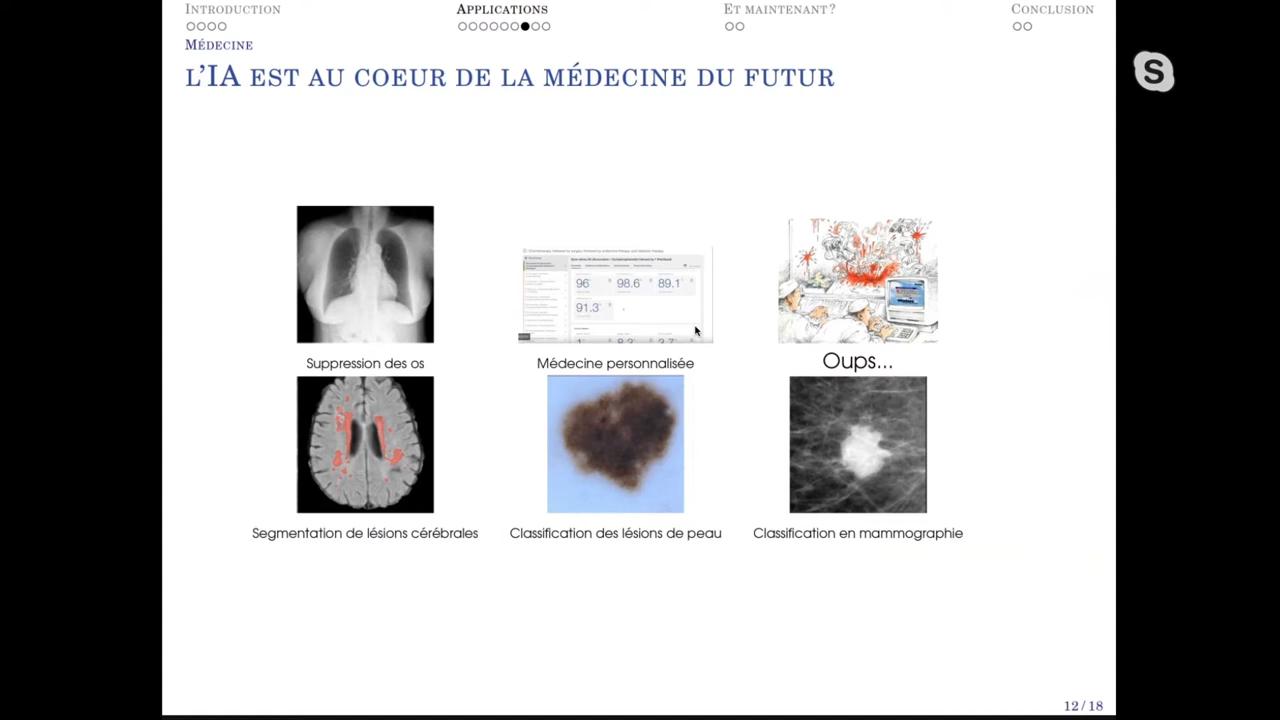 INTRODUCTION
APPLICATIONS
ET MAINTENANT?
CONCLUSION
MÉDECINE
L'IA EST AU COEUR DE LA MÉDECINE DU FUTUR
S
96
98.6
89.1
91.3
Suppression des os
Médecine personnalisée
Oups...
Segmentation de lésions cérébrales
Classification des lésions de peau
Classification en mammographie
12/18